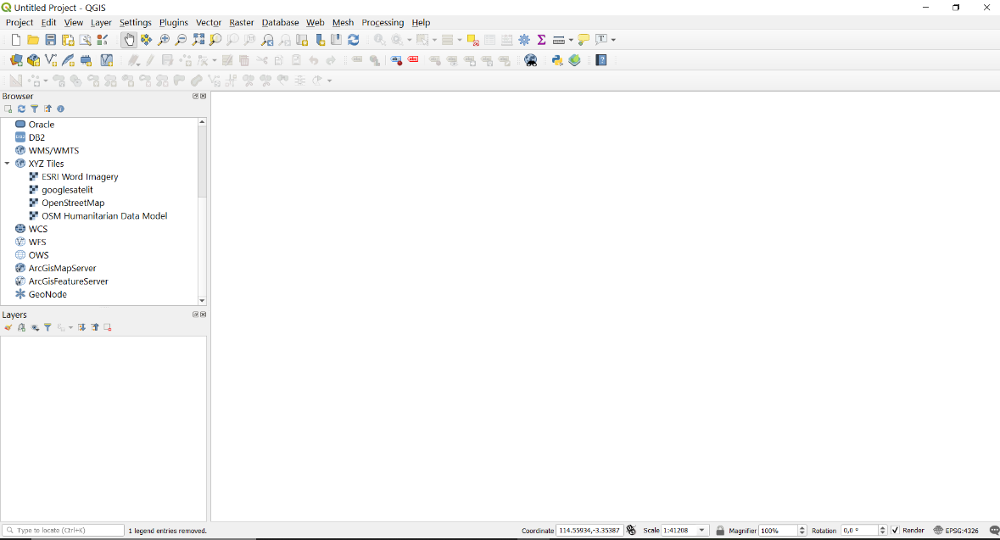 Untitled Project - QGIS
Project Edit View Layer Settings Plugins Vector Raster Database Web Mesh Processing Help
Browser
Oracle
DB2
WMS/WMTS
XYZ Tiles
ESRI Word Imagery
googlesatelit
OpenStreetMap
OSM Humanitarian Data Model
WCS
WFS
OWS
ArcGisMapServer
ArcGisFeatureServer
GeoNode
Layers
Type to locate (Ctrl+K) 1 legend entries removed. Coordinate 114.55934,-3.35387 Scale 1:41208 Magnifier 100% Rotation 0,0 ° Render EPSG:4326